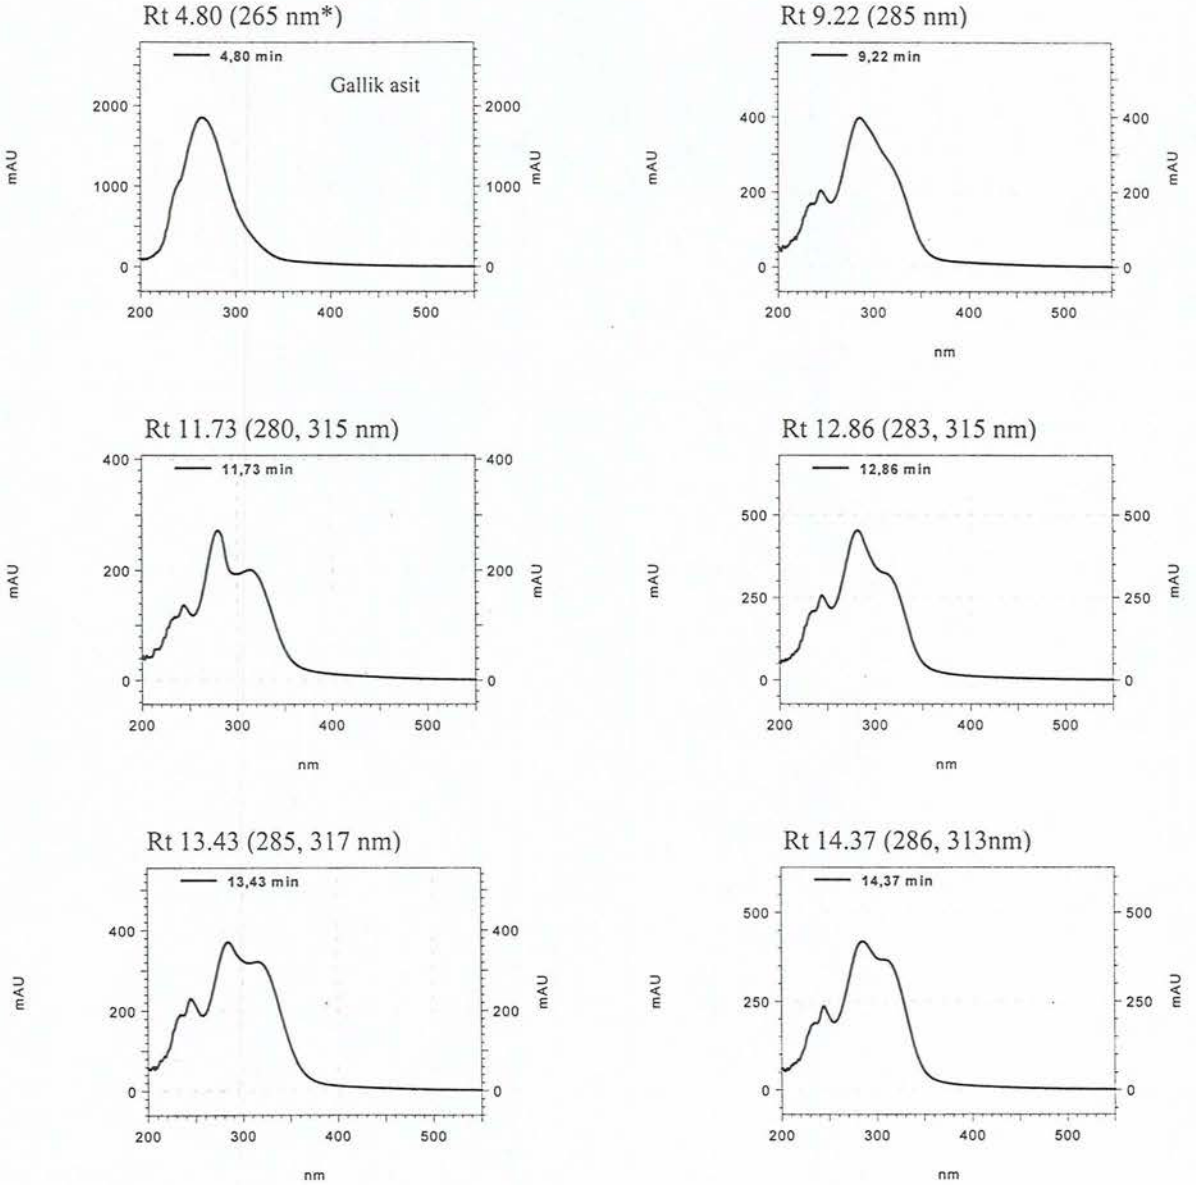 Rt 4.80 (265 nm*)
4,80 min
Gallik asit
mAU
2000
1000
0
2000
1000
0
mAU
200 300 400 500
Rt 9.22 (285 nm)
9,22 min
mAU
400
200
0
400
200
0
mAU
200 300 400 500
nm
Rt 11.73 (280, 315 nm)
11,73 min
mAU
400
200
0
400
200
0
mAU
200 300 400 500
nm
Rt 12.86 (283, 315 nm)
12,86 min
mAU
500
250
0
500
250
0
mAU
200 300 400 500
nm
Rt 13.43 (285, 317 nm)
13,43 min
mAU
400
200
0
400
200
0
mAU
200 300 400 500
nm
Rt 14.37 (286, 313nm)
14,37 min
mAU
500
250
0
500
250
0
mAU
200 300 400 500
nm